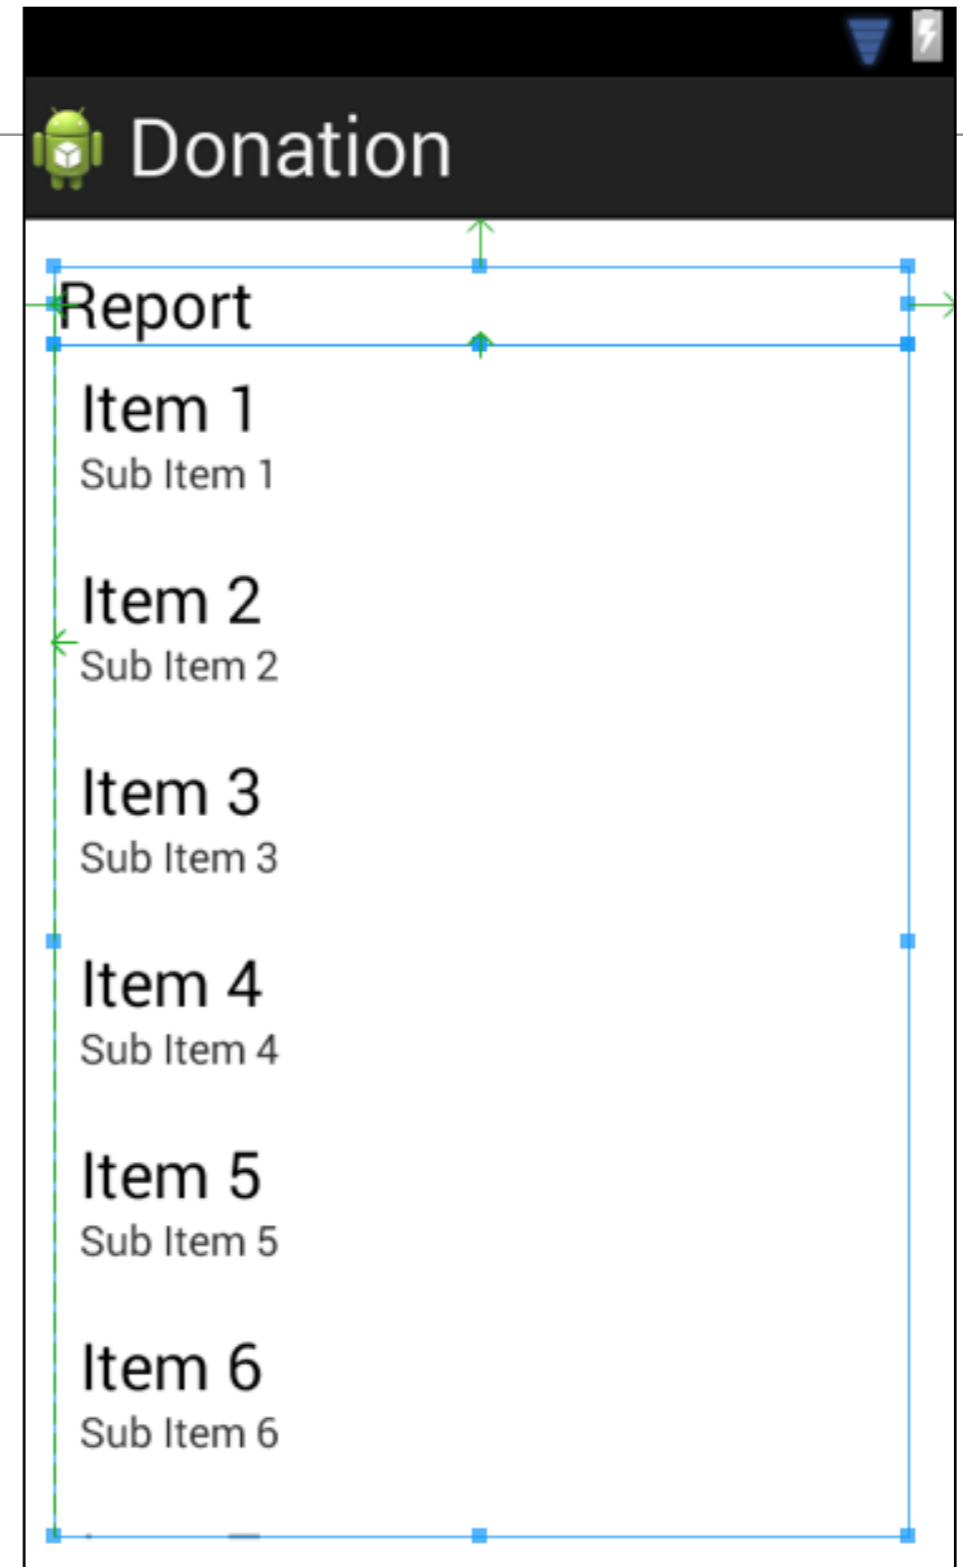 Donation
Report
Item 1
Sub Item 1
Item 2
Sub Item 2
Item 3
Sub Item 3
Item 4
Sub Item 4
Item 5
Sub Item 5
Item 6
Sub Item 6